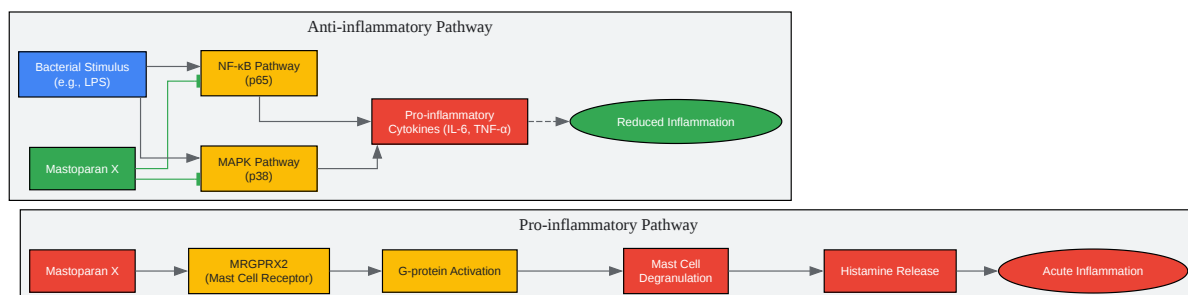 Anti-inflammatory Pathway
Bacterial Stimulus
(e.g., LPS)
NF-κB Pathway
(p65)
Pro-inflammatory
Cytokines (IL-6, TNF-α)
Reduced Inflammation
Mastoparan X
MAPK Pathway
(p38)
Pro-inflammatory Pathway
Mastoparan X
MRGPRX2
(Mast Cell Receptor)
G-protein Activation
Mast Cell
Degranulation
Histamine Release
Acute Inflammation